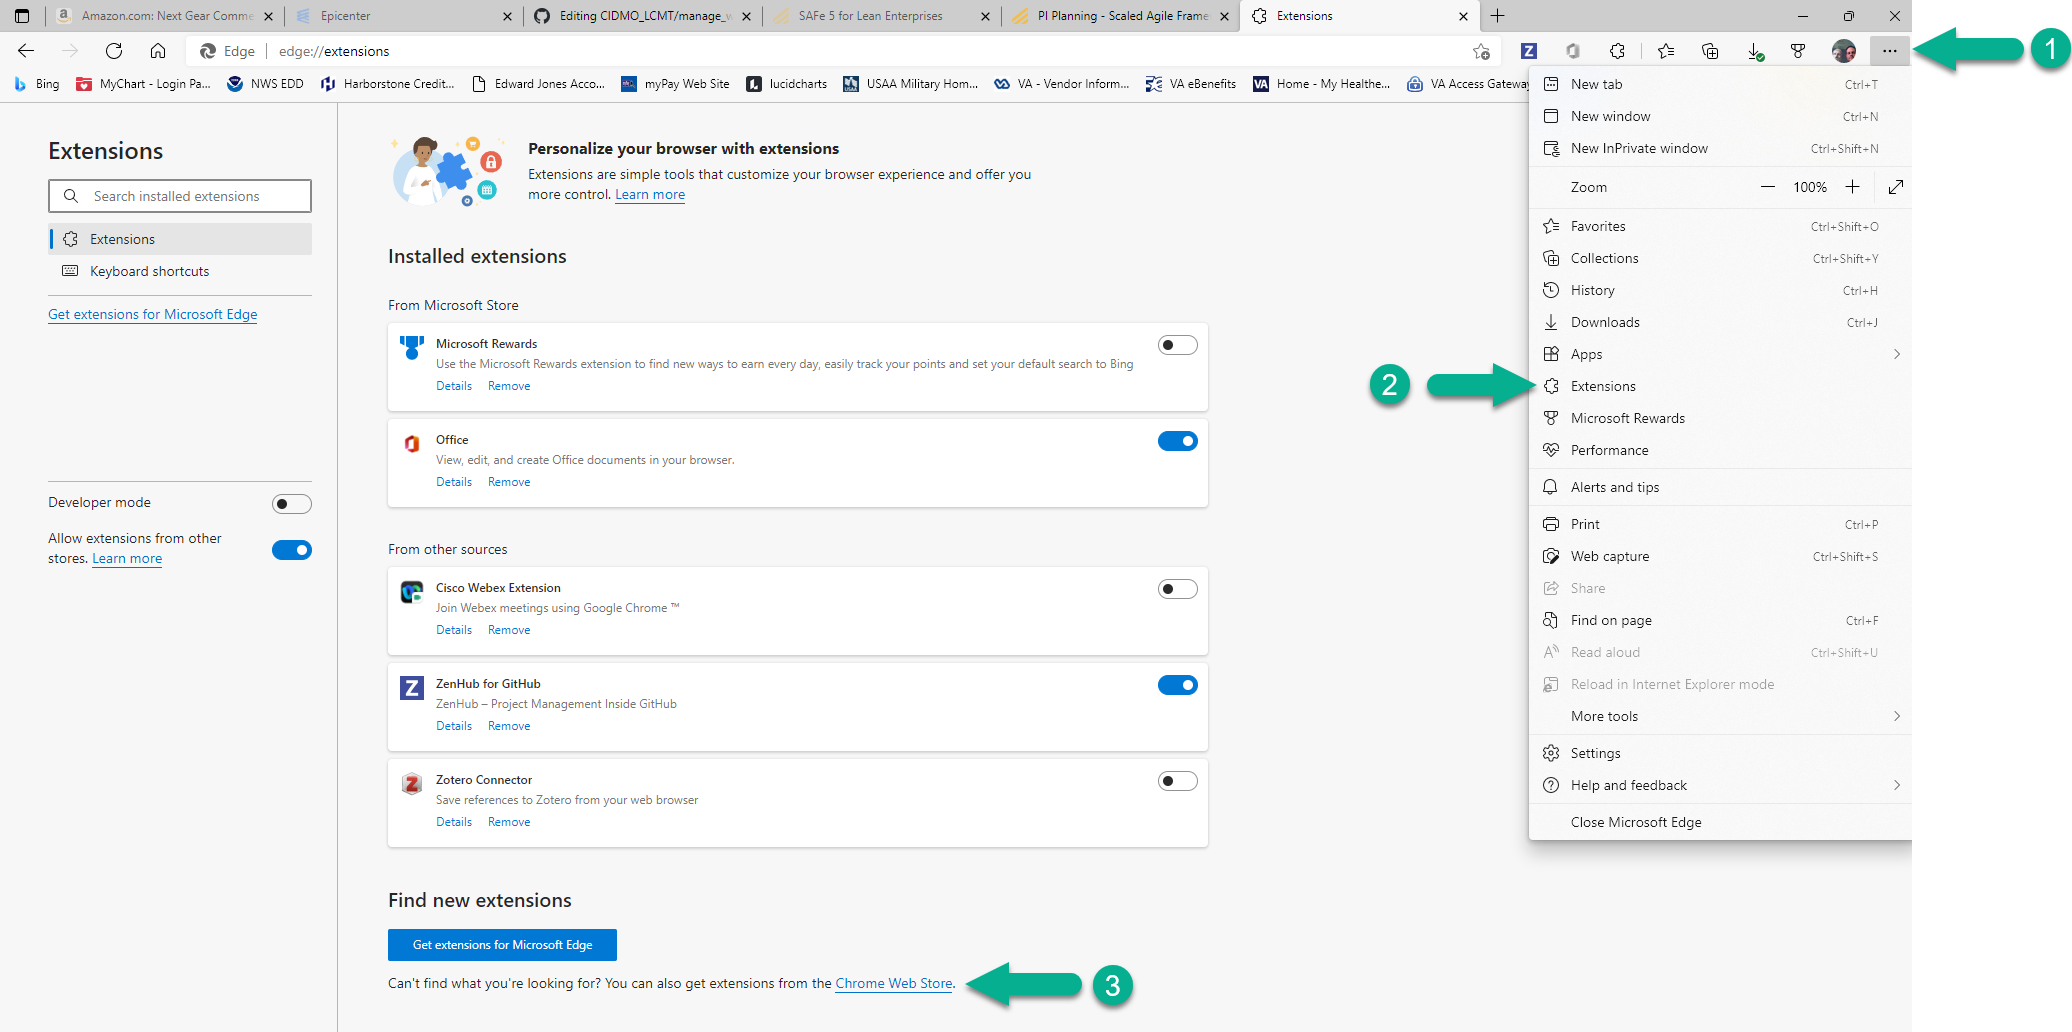 Amazon.com: Next Gear Comme
Epicenter
Editing CIDMO_LCMT/manage_w
SAFe 5 for Lean Enterprises
PI Planning - Scaled Agile Frame
Extensions
Edge
edge://extensions
1
Bing
MyChart - Login Pa...
NWS EDD
Harborstone Credit...
Edward Jones Acco...
myPay Web Site
lucidcharts
USAA Military Hom...
VA - Vendor Inform...
VA eBenefits
Home - My Healthe...
VA Access Gateway
Extensions
Search installed extensions
Extensions
Keyboard shortcuts
Get extensions for Microsoft Edge
Developer mode
Allow extensions from other
stores. Learn more
Personalize your browser with extensions
Extensions are simple tools that customize your browser experience and offer you
more control. Learn more
Installed extensions
From Microsoft Store
Microsoft Rewards
Use the Microsoft Rewards extension to find new ways to earn every day, easily track your points and set your default search to Bing
Details Remove
Office
View, edit, and create Office documents in your browser.
Details Remove
From other sources
Cisco Webex Extension
Join Webex meetings using Google Chrome ™
Details Remove
Z
ZenHub for GitHub
ZenHub – Project Management Inside GitHub
Details Remove
Z
Zotero Connector
Save references to Zotero from your web browser
Details Remove
Find new extensions
Get extensions for Microsoft Edge
Can't find what you're looking for? You can also get extensions from the Chrome Web Store.
3
New tab Ctrl+T
New window Ctrl+N
New InPrivate window Ctrl+Shift+N
Zoom 100%
Favorites Ctrl+Shift+O
Collections Ctrl+Shift+Y
History Ctrl+H
Downloads Ctrl+J
Apps
2
Extensions
Microsoft Rewards
Performance
Alerts and tips
Print Ctrl+P
Web capture Ctrl+Shift+S
Share
Find on page Ctrl+F
Read aloud Ctrl+Shift+U
Reload in Internet Explorer mode
More tools
Settings
Help and feedback
Close Microsoft Edge